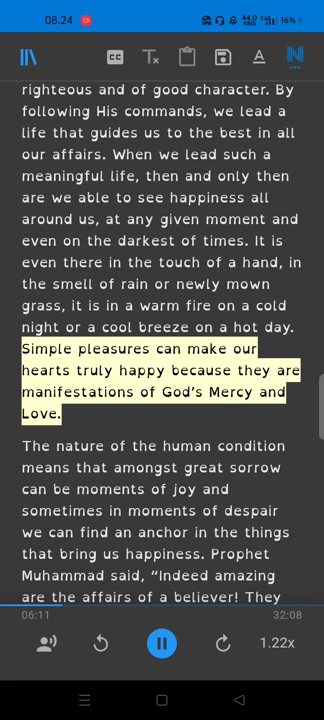 08.24
44.0 KB/S
16%
CC
righteous and of good character. By
following His commands, we lead a
life that guides us to the best in all
our affairs. When we lead such a
meaningful life, then and only then
are we able to see happiness all
around us, at any given moment and
even on the darkest of times. It is
even there in the touch of a hand, in
the smell of rain or newly mown
grass, it is in a warm fire on a cold
night or a cool breeze on a hot day.
Simple pleasures can make our
hearts truly happy because they are
manifestations of God's Mercy and
Love.
The nature of the human condition
means that amongst great sorrow
can be moments of joy and
sometimes in moments of despair
we can find an anchor in the things
that bring us happiness. Prophet
Muhammad said, “Indeed amazing
are the affairs of a believer! They
06:11
32:08
1.22x